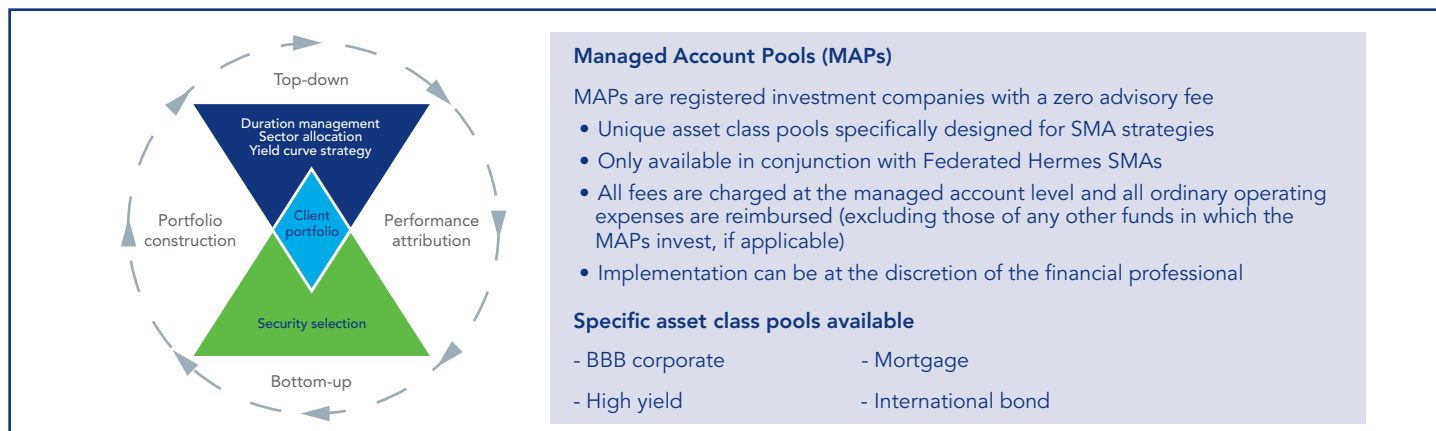 Top-down
Duration management
Sector allocation
Yield curve strategy
Portfolio
construction
Client
portfolio
Performance
attribution
Security selection
Bottom-up
Managed Account Pools (MAPs)
MAPs are registered investment companies with a zero advisory fee
• Unique asset class pools specifically designed for SMA strategies
• Only available in conjunction with Federated Hermes SMAs
• All fees are charged at the managed account level and all ordinary operating
expenses are reimbursed (excluding those of any other funds in which the
MAPs invest, if applicable)
• Implementation can be at the discretion of the financial professional
Specific asset class pools available
- BBB corporate
- Mortgage
- High yield
- International bond